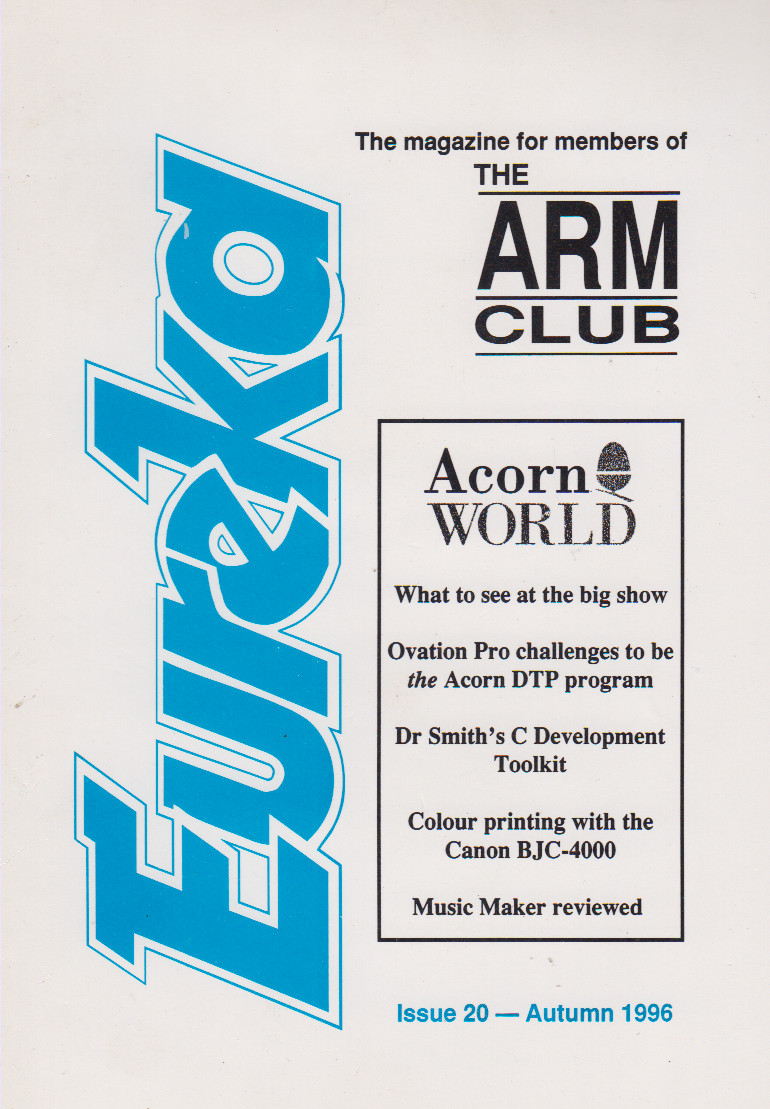 Eureka
The magazine for members of
THE
ARM
CLUB
Acorn
WORLD
What to see at the big show
Ovation Pro challenges to be
the Acorn DTP program
Dr Smith's C Development
Toolkit
Colour printing with the
Canon BJC-4000
Music Maker reviewed
Issue 20 — Autumn 1996